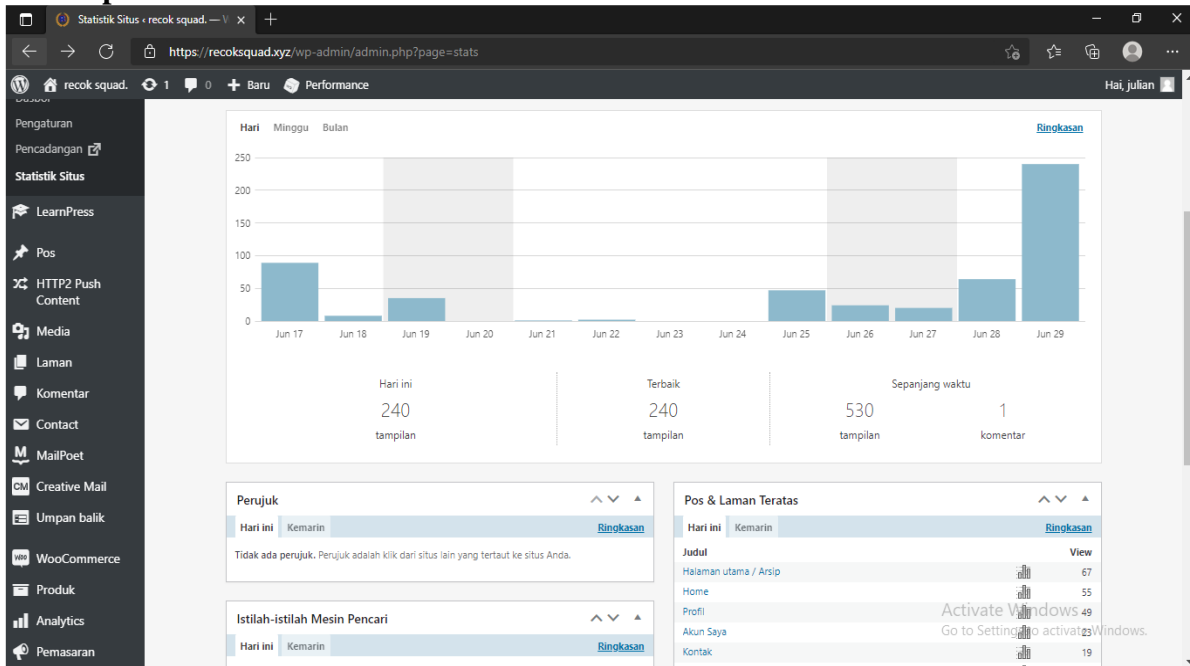 Statistik Situs ‹ recok squad. — W
https://recoksquad.xyz/wp-admin/admin.php?page=stats
recok squad. 1 0 + Baru Performance Hai, julian
Dasbor
Pengaturan
Pencadangan
Statistik Situs
LearnPress
Pos
HTTP2 Push
Content
Media
Laman
Komentar
Contact
MailPoet
CM Creative Mail
Umpan balik
WooCommerce
Produk
Analytics
Pemasaran
Hari Minggu Bulan Ringkasan
250
200
150
100
50
0
Jun 17 Jun 18 Jun 19 Jun 20 Jun 21 Jun 22 Jun 23 Jun 24 Jun 25 Jun 26 Jun 27 Jun 28 Jun 29
Hari ini Terbaik Sepanjang waktu
240 240 530 1
tampilan tampilan tampilan komentar
Perujuk
Hari ini Kemarin Ringkasan
Tidak ada perujuk. Perujuk adalah klik dari situs lain yang tertaut ke situs Anda.
Istilah-istilah Mesin Pencari
Hari ini Kemarin Ringkasan
Pos & Laman Teratas
Hari ini Kemarin Ringkasan
Judul View
Halaman utama / Arsip 67
Home 55
Profil 49
Akun Saya 23
Kontak 19
Activate Windows
Go to Settings to activate Windows.